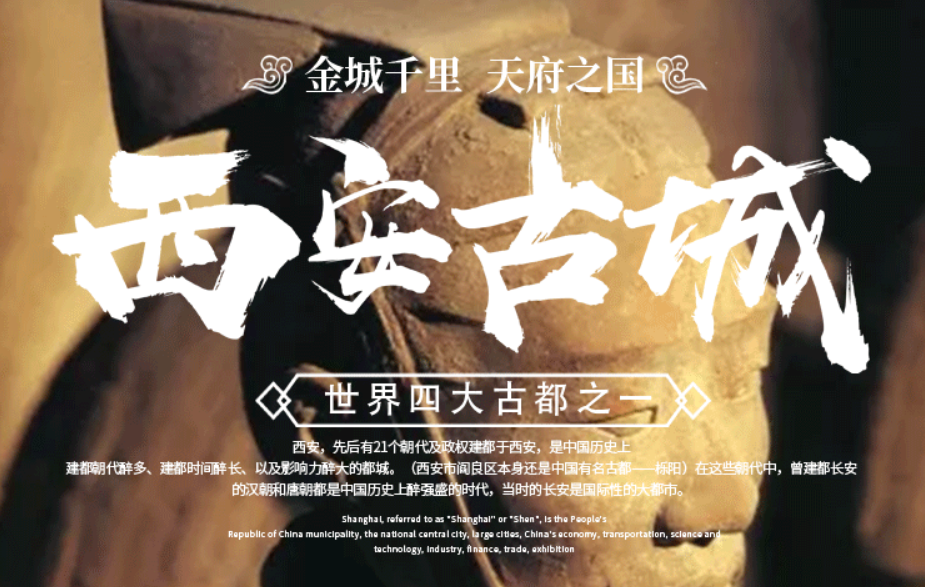 金城千里 天府之国
西安古城
世界四大古都之一
西安，先后有21个朝代及政权建都于西安，是中国历史上
建都朝代醉多、建都时间醉长、以及影响力醉大的都城。（西安市阎良区本身还是中国有名古都——栎阳）在这些朝代中，曾建都长安
的汉朝和唐朝都是中国历史上醉强盛的时代，当时的长安是国际性的大都市。
Shanghai, referred to as "Shanghai" or "Shen", is the People's
Republic of China municipality, the national central city, large cities, China's economy, transportation, science and
technology, industry, finance, trade, exhibition